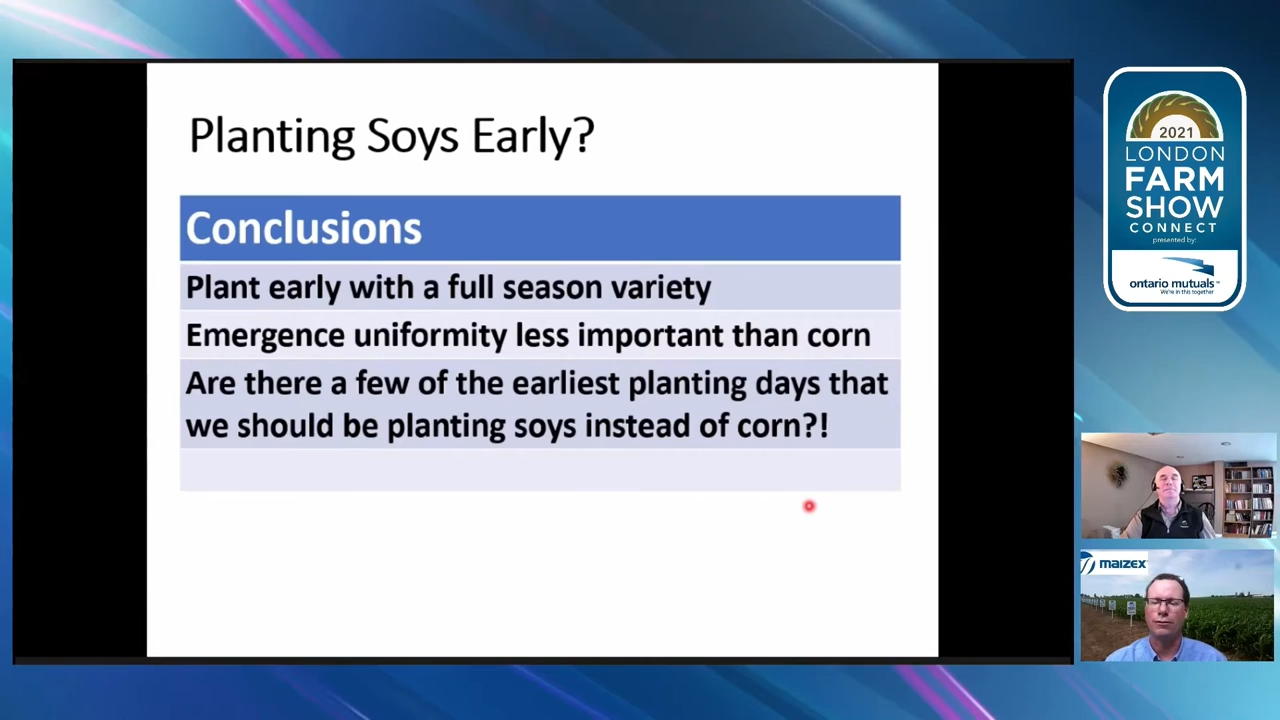 Planting Soys Early?
Conclusions
Plant early with a full season variety
Emergence uniformity less important than corn
Are there a few of the earliest planting days that
we should be planting soys instead of corn?!
2021
LONDON
FARM
SHOW
CONNECT
presented by:
ontario mutuals™
We're in this together
maizex